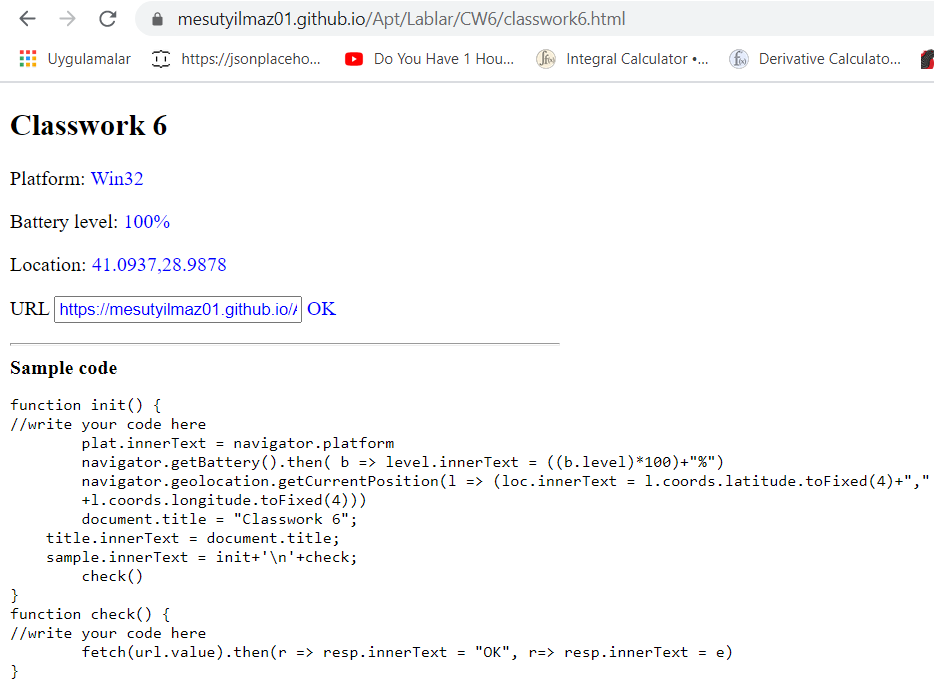 mesutyilmaz01.github.io/Apt/Lablar/CW6/classwork6.html
Uygulamalar https://jsonplaceho... Do You Have 1 Hou... Integral Calculator •... Derivative Calculato...
Classwork 6
Platform: Win32
Battery level: 100%
Location: 41.0937,28.9878
URL https://mesutyilmaz01.github.io/A OK
Sample code
function init() {
//write your code here
        plat.innerText = navigator.platform
        navigator.getBattery().then( b => level.innerText = ((b.level)*100)+"%")
        navigator.geolocation.getCurrentPosition(l => (loc.innerText = l.coords.latitude.toFixed(4)+","
        +l.coords.longitude.toFixed(4)))
        document.title = "Classwork 6";
    title.innerText = document.title;
    sample.innerText = init+'\n'+check;
        check()
}
function check() {
//write your code here
        fetch(url.value).then(r => resp.innerText = "OK", r=> resp.innerText = e)
}